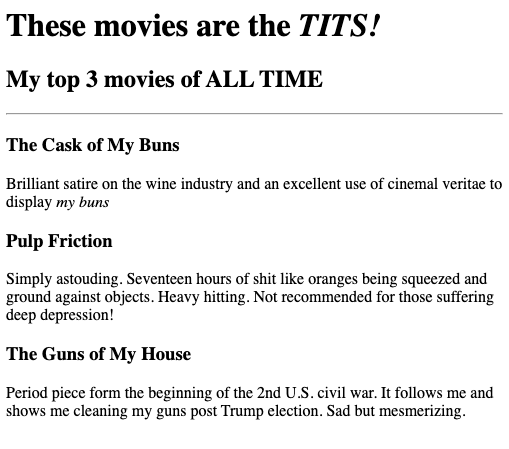 These movies are the TITS!
My top 3 movies of ALL TIME
The Cask of My Buns
Brilliant satire on the wine industry and an excellent use of cinemal veritae to
display my buns
Pulp Friction
Simply astouding. Seventeen hours of shit like oranges being squeezed and
ground against objects. Heavy hitting. Not recommended for those suffering
deep depression!
The Guns of My House
Period piece form the beginning of the 2nd U.S. civil war. It follows me and
shows me cleaning my guns post Trump election. Sad but mesmerizing.